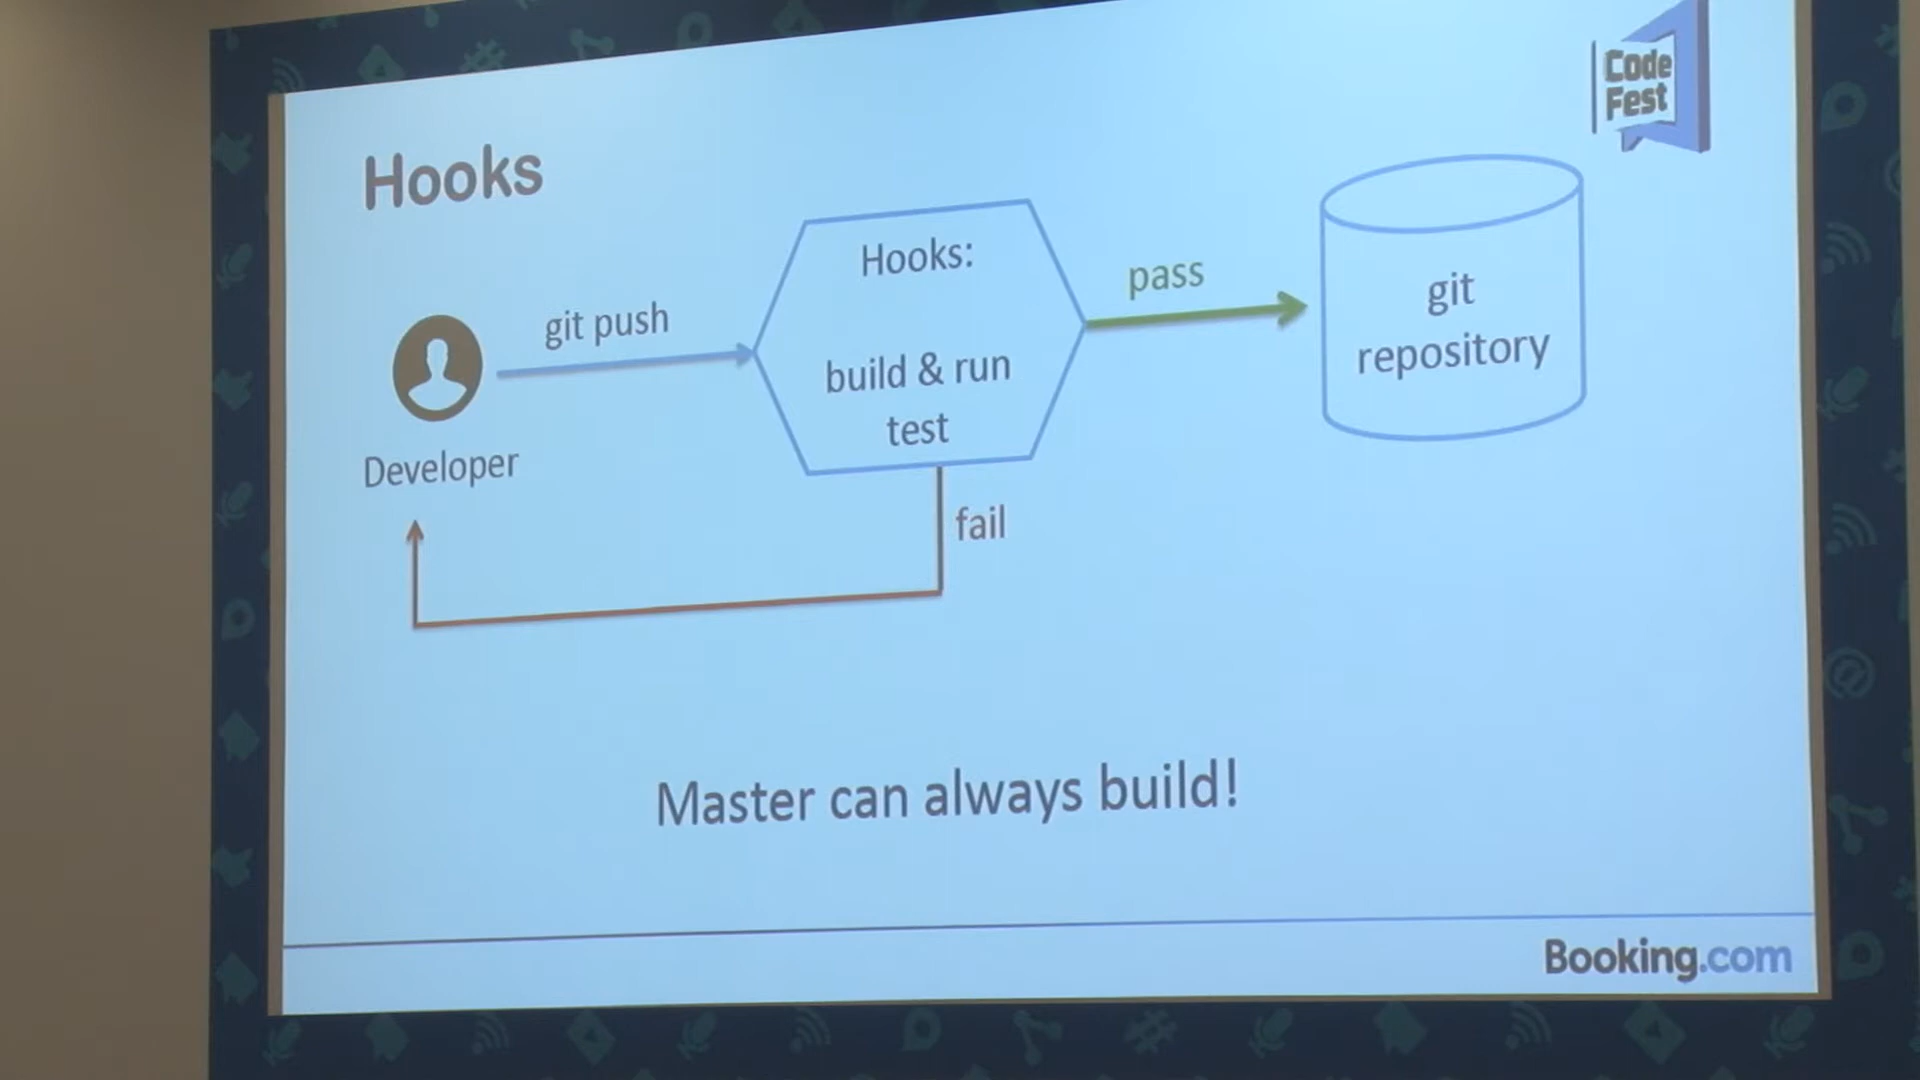 Code
Fest
Hooks
git push
Developer
Hooks:
build & run
test
pass
fail
git
repository
Master can always build!
Booking.com